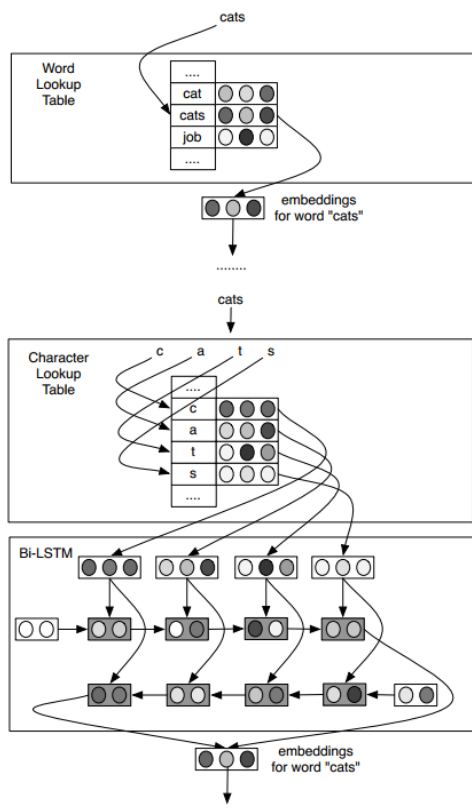 cats
Word
Lookup
Table
....
cat
cats
job
....
embeddings
for word "cats"
........
cats
Character
Lookup
Table
c a t s
....
c
a
t
s
....
Bi-LSTM
embeddings
for word "cats"